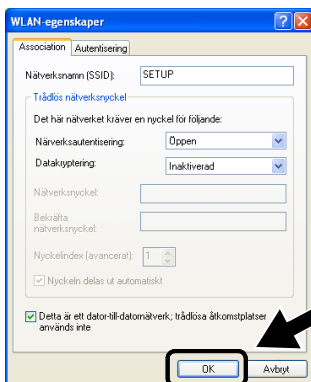 WLAN-egenskaper
Association Autentisering
Nätverksnamn (SSID): SETUP
Trådlös nätverksnyckel
Det här nätverket kräver en nyckel för följande:
Närverksautentisering: Öppen
Datakryptering: Inaktiverad
Nätverksnyckel:
Bekräfta
nätverksnyckel:
Nyckelindex (avancerat): 1
Nyckeln delas ut automatiskt
Detta är ett dator-till-datornätverk; trådlösa åtkomstplatser
används inte
OK Avbryt